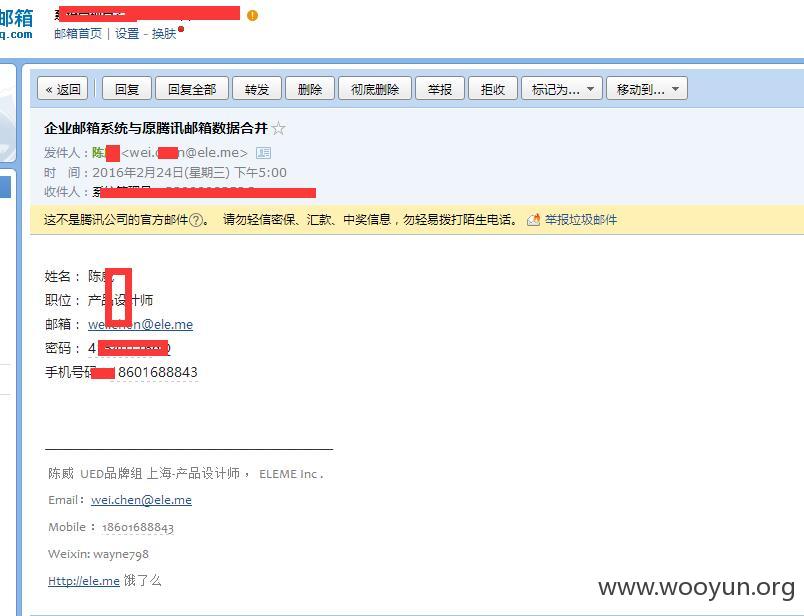 邮箱
q.com
邮箱首页 | 设置 - 换肤
« 返回 回复 回复全部 转发 删除 彻底删除 举报 拒收 标记为... 移动到...
企业邮箱系统与原腾讯邮箱数据合并
发件人：陈 <wei.c n@ele.me>
时 间：2016年2月24日(星期三) 下午5:00
收件人：
这不是腾讯公司的官方邮件?。 请勿轻信密保、汇款、中奖信息，勿轻易拨打陌生电话。 举报垃圾邮件
姓名： 陈
职位： 产品设计师
邮箱： wei.chen@ele.me
密码： 4
手机号码 18601688843
陈威 UED品牌组 上海-产品设计师， ELEME Inc .
Email： wei.chen@ele.me
Mobile： 18601688843
Weixin: wayne798
Http://ele.me 饿了么
www.wooyun.org